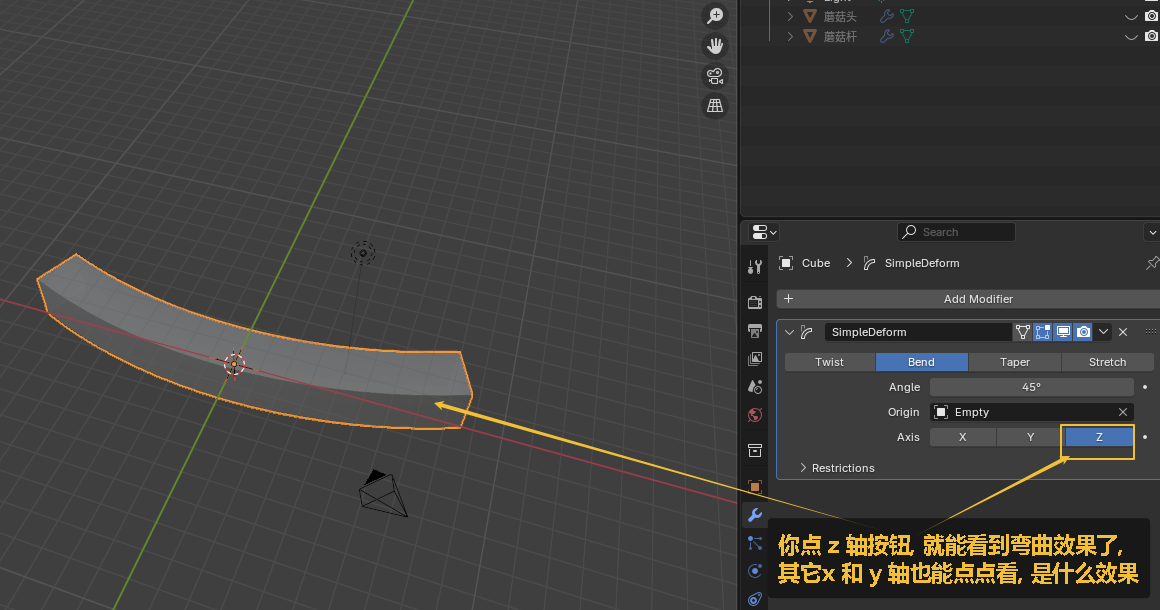 蘑菇头
蘑菇杆
Search
Cube > SimpleDeform
+ Add Modifier
SimpleDeform
Twist Bend Taper Stretch
Angle 45°
Origin Empty
Axis X Y Z
Restrictions
你点 z 轴按钮, 就能看到弯曲效果了,
其它x 和 y 轴也能点点看, 是什么效果